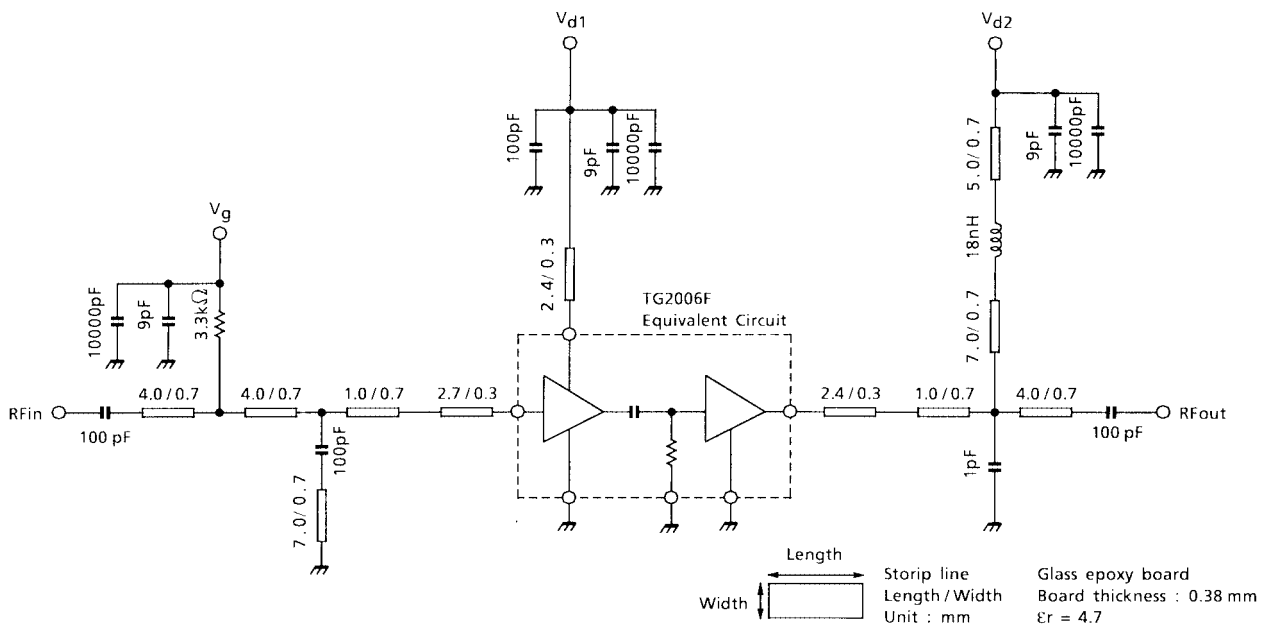 Vd1
Vd2
100pF
9pF
10000pF
5.0/0.7
9pF
10000pF
18nH
Vg
2.4/0.3
TG2006F
Equivalent Circuit
7.0/0.7
10000pF
9pF
3.3kΩ
RFin
100 pF
4.0/0.7
4.0/0.7
1.0/0.7
2.7/0.3
2.4/0.3
1.0/0.7
4.0/0.7
100 pF
RFout
100pF
7.0/0.7
1pF
Length
Width
Storip line
Length/Width
Unit : mm
Glass epoxy board
Board thickness : 0.38 mm
εr = 4.7